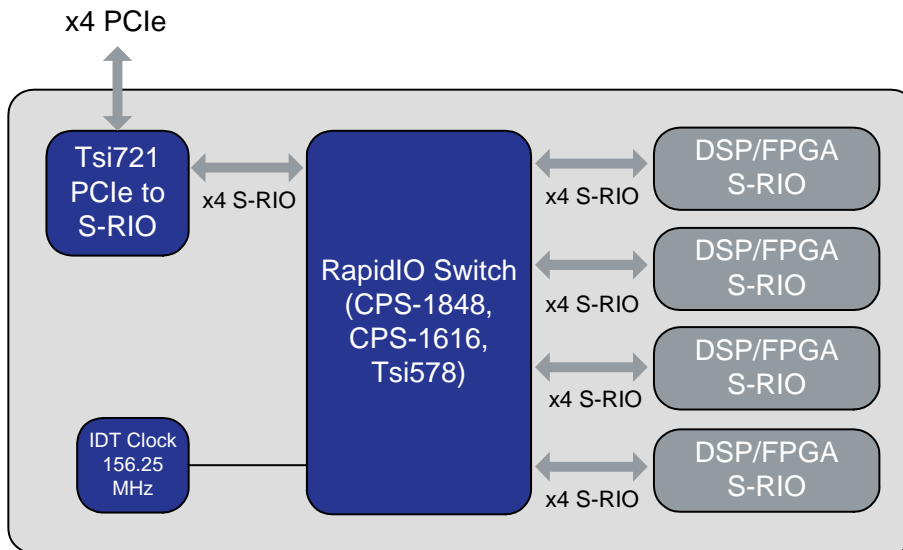 x4 PCIe
Tsi721
PCIe to
S-RIO
x4 S-RIO
RapidIO Switch
(CPS-1848,
CPS-1616,
Tsi578)
IDT Clock
156.25
MHz
x4 S-RIO
DSP/FPGA
S-RIO
x4 S-RIO
DSP/FPGA
S-RIO
x4 S-RIO
DSP/FPGA
S-RIO
x4 S-RIO
DSP/FPGA
S-RIO